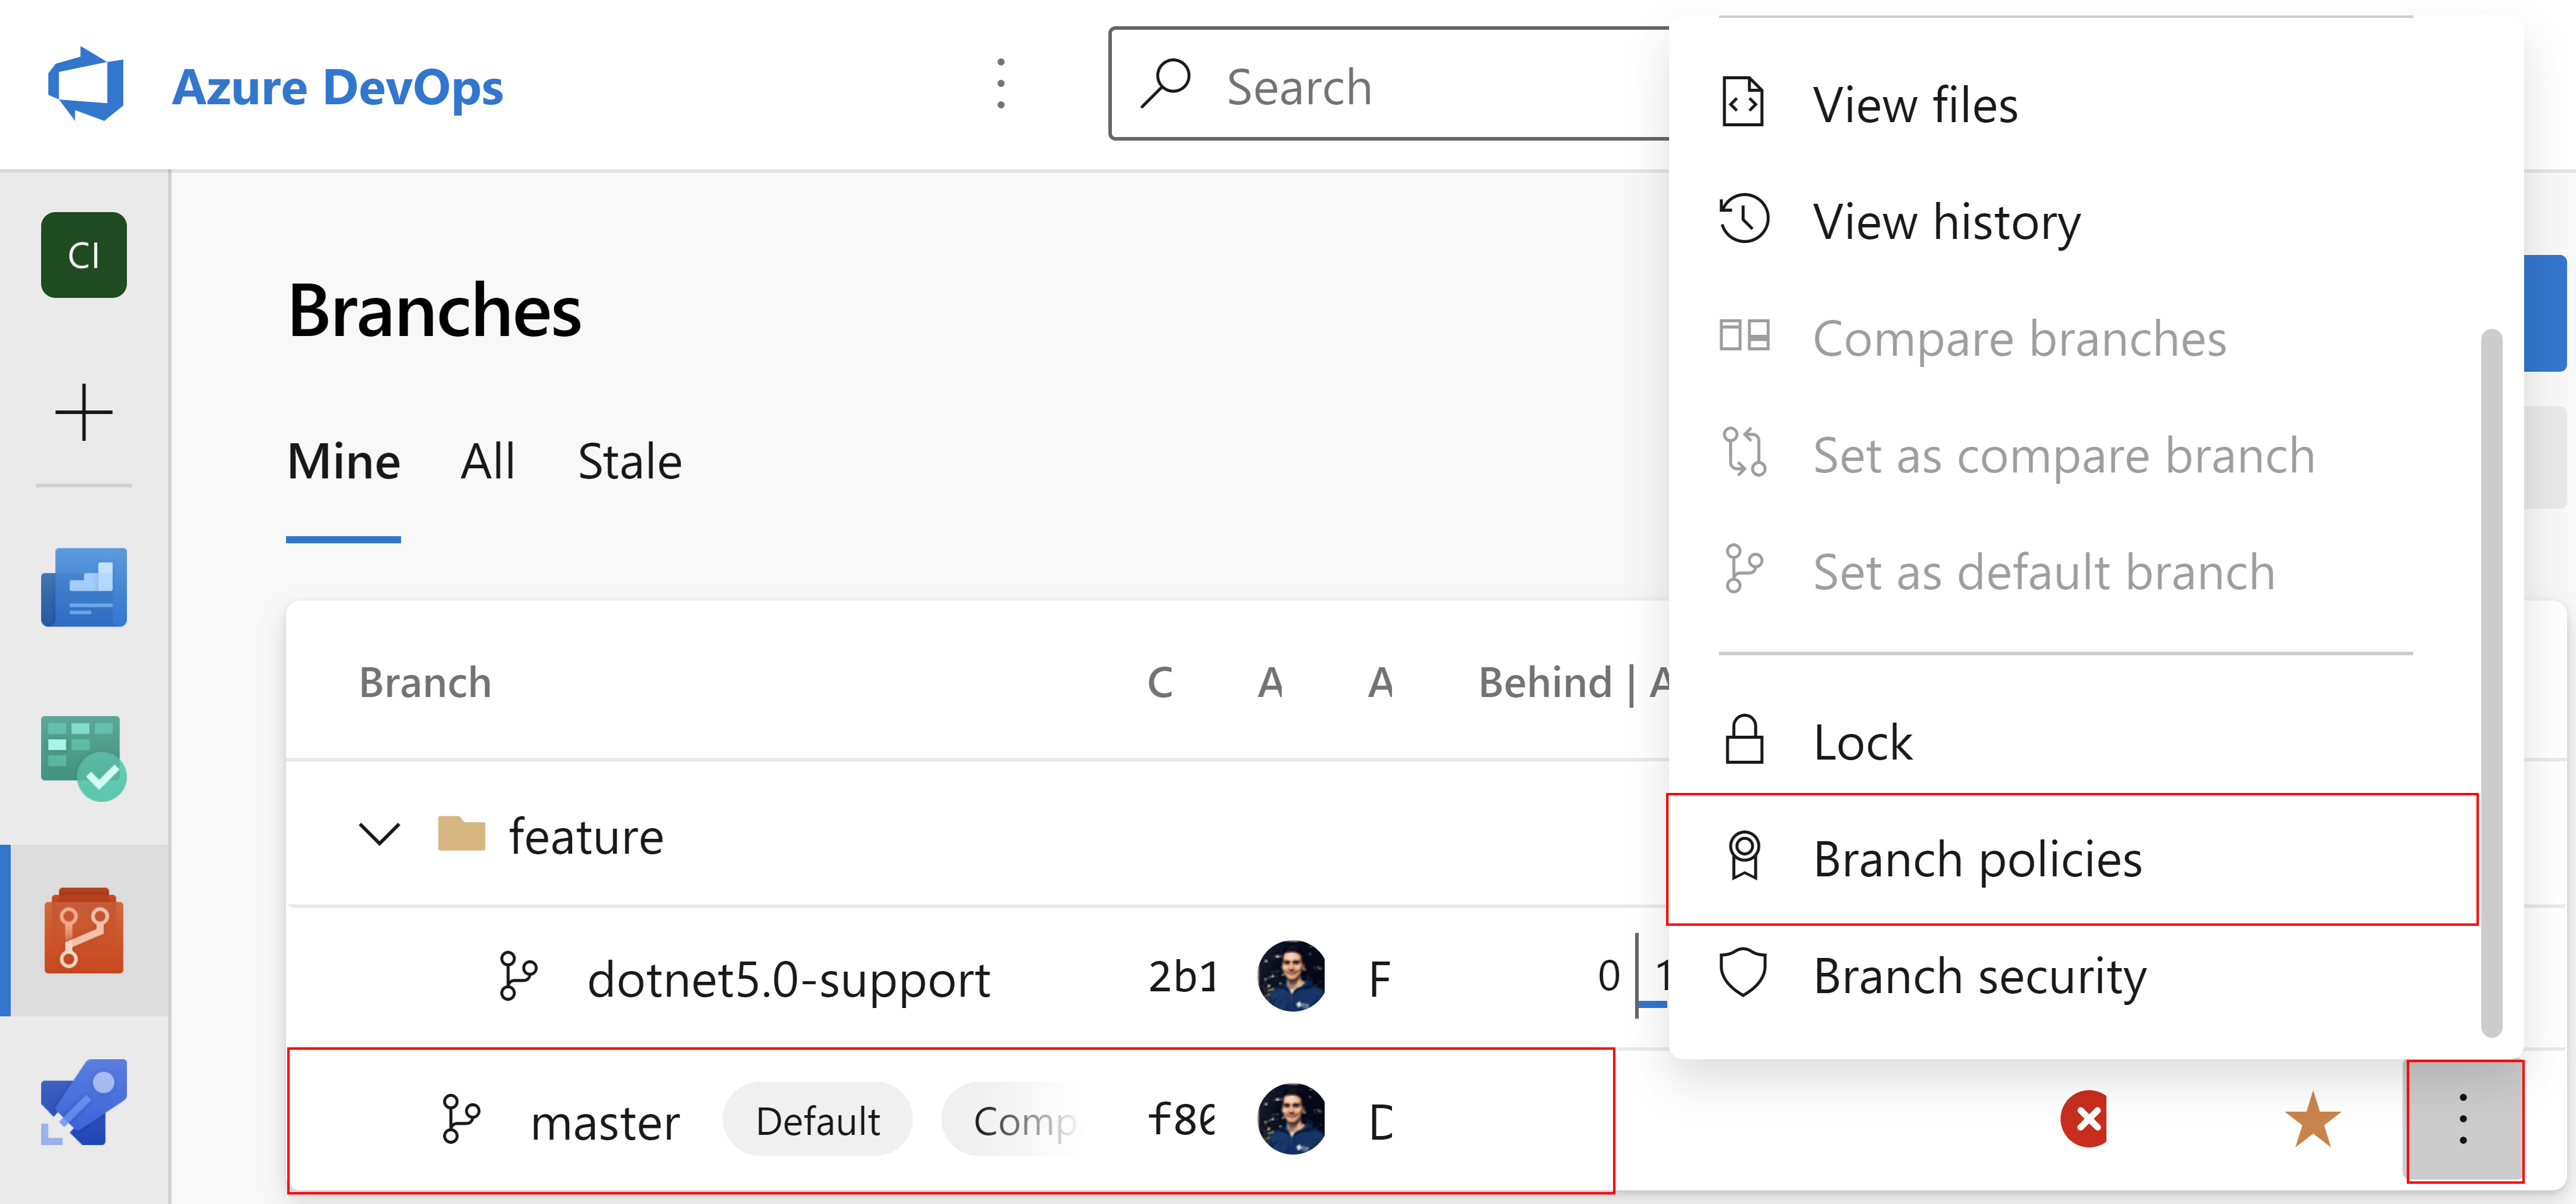 Azure DevOps
Search
CI
Branches
Mine All Stale
Branch C A A Behind | A
feature
dotnet5.0-support 2b1 F 0 1
master Default Comp f86 D
View files
View history
Compare branches
Set as compare branch
Set as default branch
Lock
Branch policies
Branch security